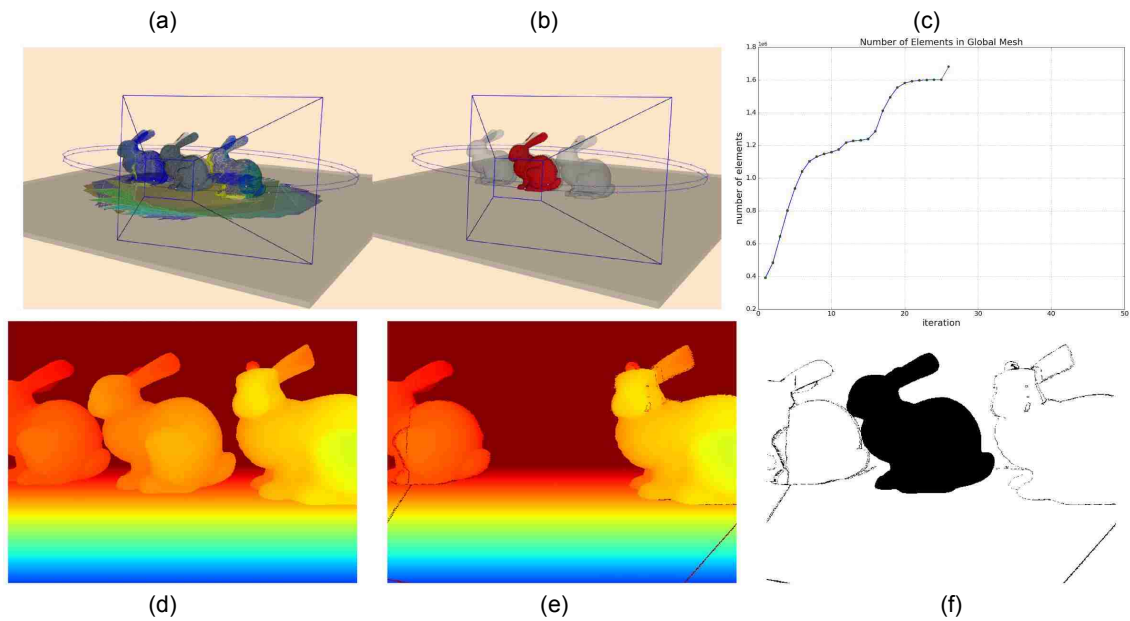 (a)
(b)
(c)
Number of Elements in Global Mesh
1e6
1.8
1.6
1.4
1.2
1.0
0.8
0.6
0.4
0.2
number of elements
0
10
20
30
40
50
iteration
(d)
(e)
(f)